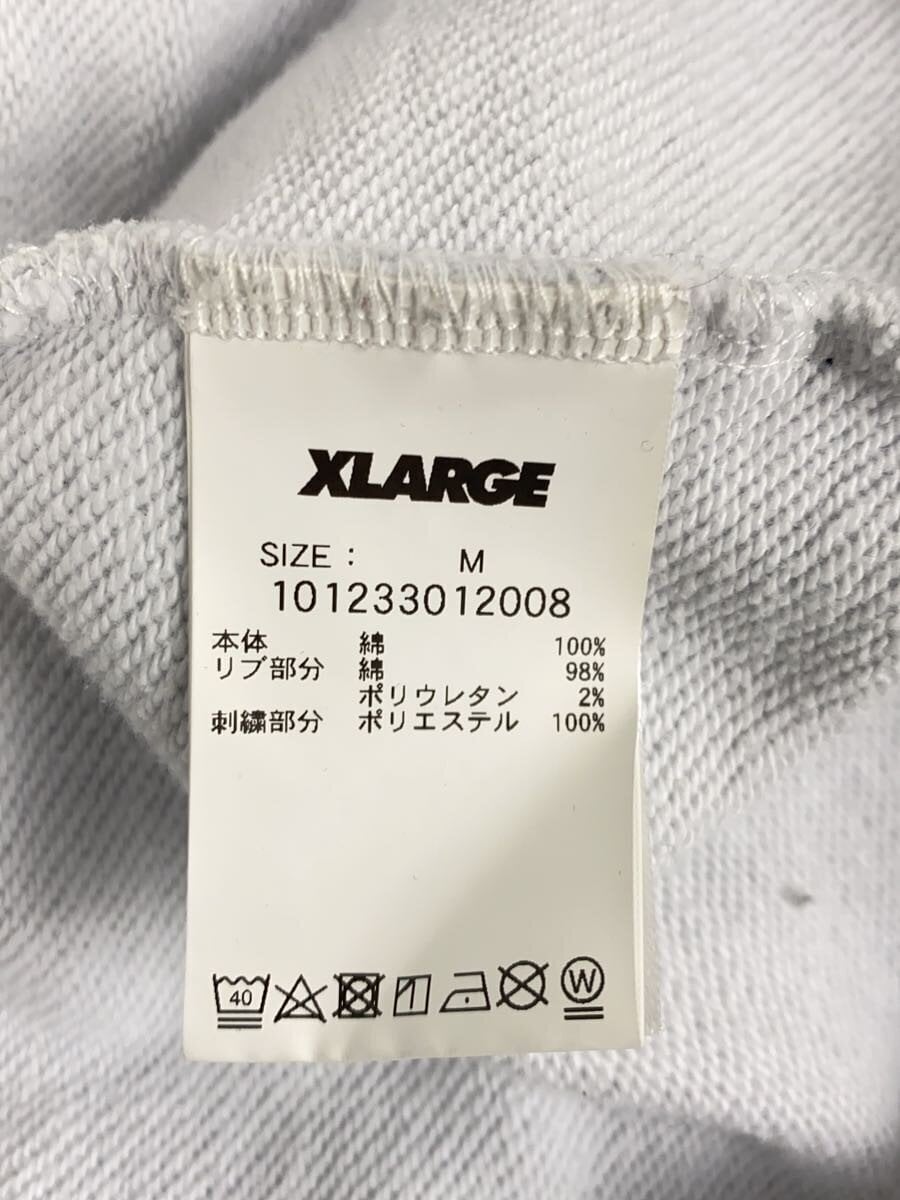 XLARGE
SIZE : M
101233012008
本体 綿 100%
リブ部分 綿 98%
ポリウレタン 2%
刺繍部分 ポリエステル 100%
40 W